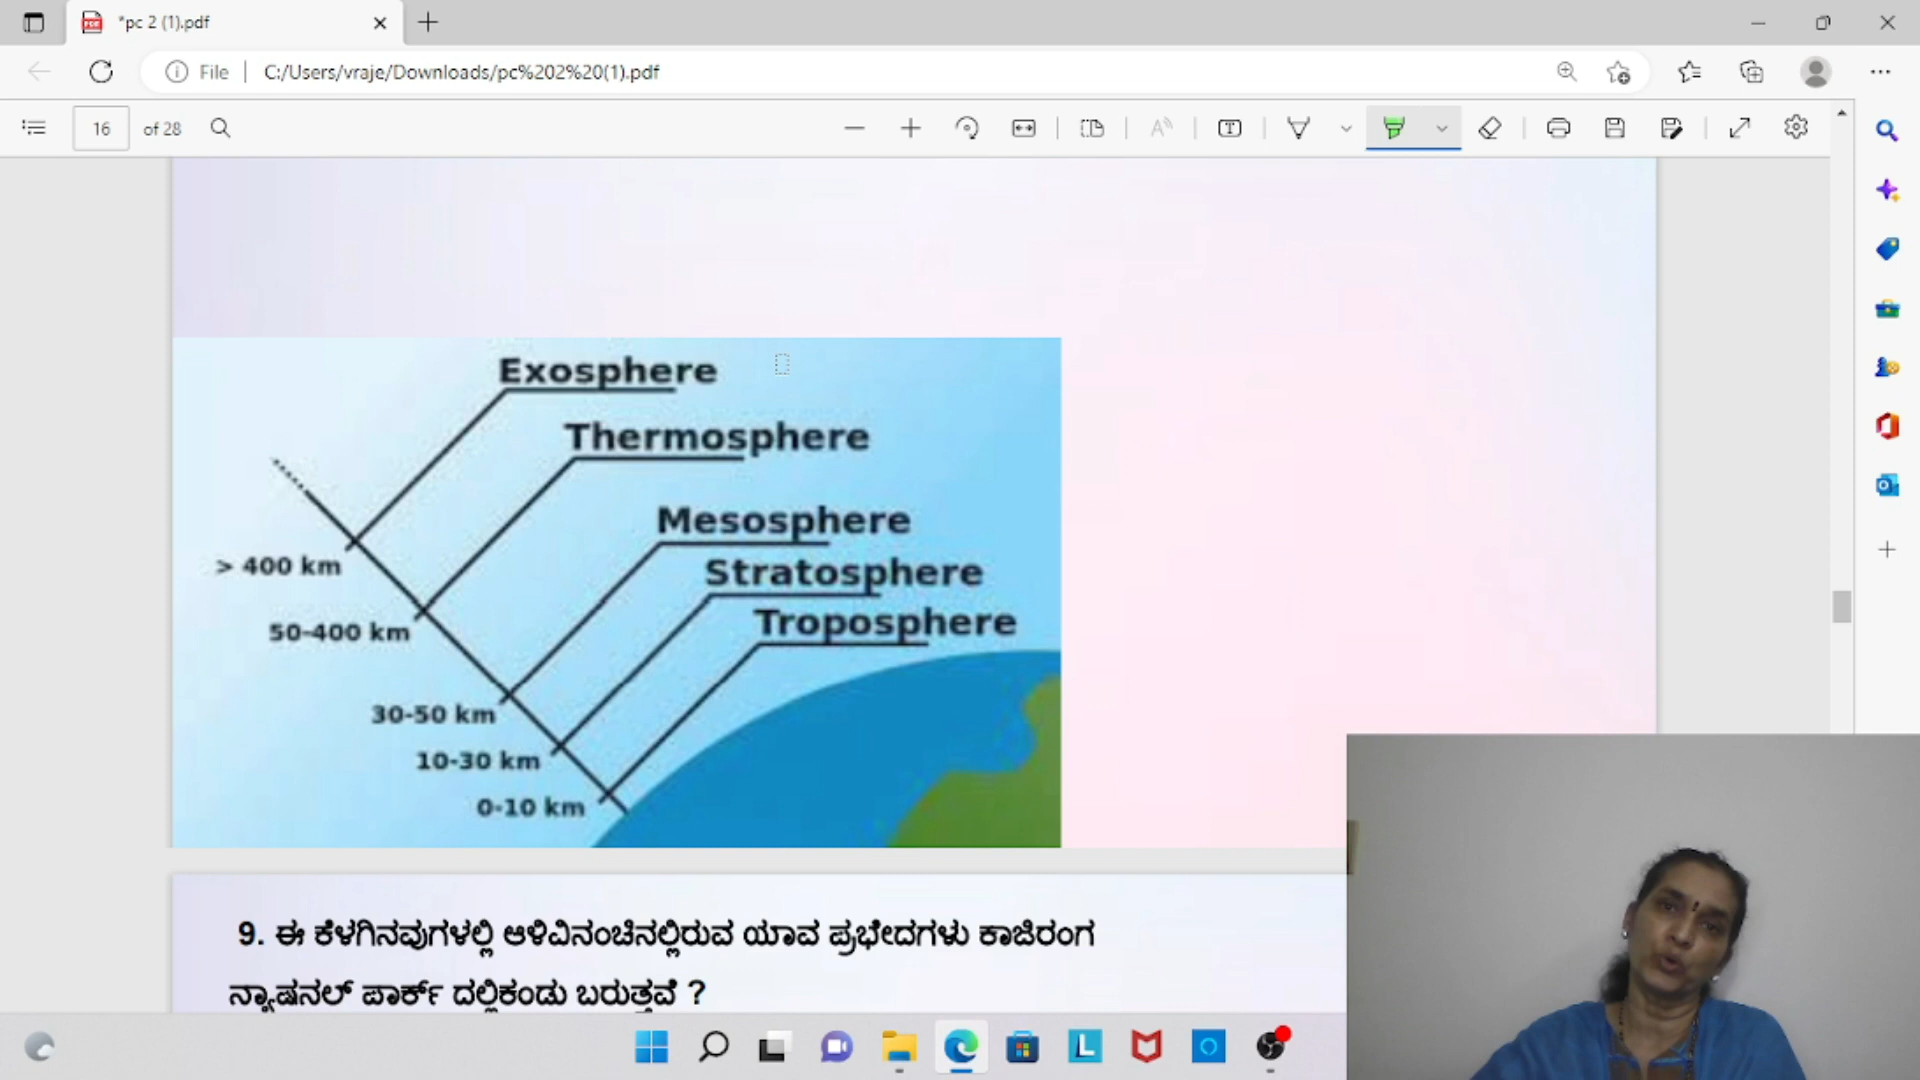 *pc 2 (1).pdf
File
C:/Users/vraje/Downloads/pc%202%20(1).pdf
16 of 28
Exosphere
Thermosphere
Mesosphere
Stratosphere
Troposphere
> 400 km
50-400 km
30-50 km
10-30 km
0-10 km
9. ಈ ಕೆಳಗಿನವುಗಳಲ್ಲಿ ಆಳಿವಿನಂಚಿನಲ್ಲಿರುವ ಯಾವ ಪ್ರಭೇದಗಳು ಕಾಜಿರಂಗ
ನ್ಯಾಷನಲ್ ಪಾರ್ಕ್ ದಲ್ಲಿಕಂಡು ಬರುತ್ತವೆ ?